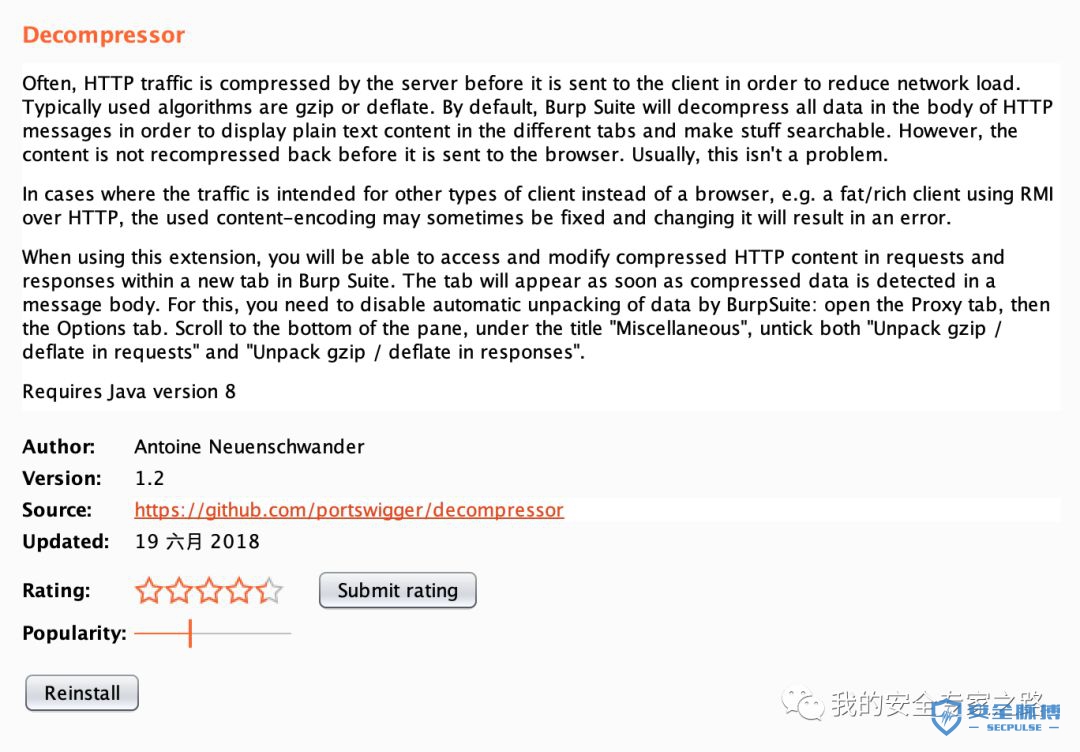 Decompressor
Often, HTTP traffic is compressed by the server before it is sent to the client in order to reduce network load.
Typically used algorithms are gzip or deflate. By default, Burp Suite will decompress all data in the body of HTTP
messages in order to display plain text content in the different tabs and make stuff searchable. However, the
content is not recompressed back before it is sent to the browser. Usually, this isn't a problem.
In cases where the traffic is intended for other types of client instead of a browser, e.g. a fat/rich client using RMI
over HTTP, the used content-encoding may sometimes be fixed and changing it will result in an error.
When using this extension, you will be able to access and modify compressed HTTP content in requests and
responses within a new tab in Burp Suite. The tab will appear as soon as compressed data is detected in a
message body. For this, you need to disable automatic unpacking of data by BurpSuite: open the Proxy tab, then
the Options tab. Scroll to the bottom of the pane, under the title "Miscellaneous", untick both "Unpack gzip /
deflate in requests" and "Unpack gzip / deflate in responses".
Requires Java version 8
Author: Antoine Neuenschwander
Version: 1.2
Source: https://github.com/portswigger/decompressor
Updated: 19 六月 2018
Rating: Submit rating
Popularity:
Reinstall
我的安全专家之路
安全脉搏
SECPULSE